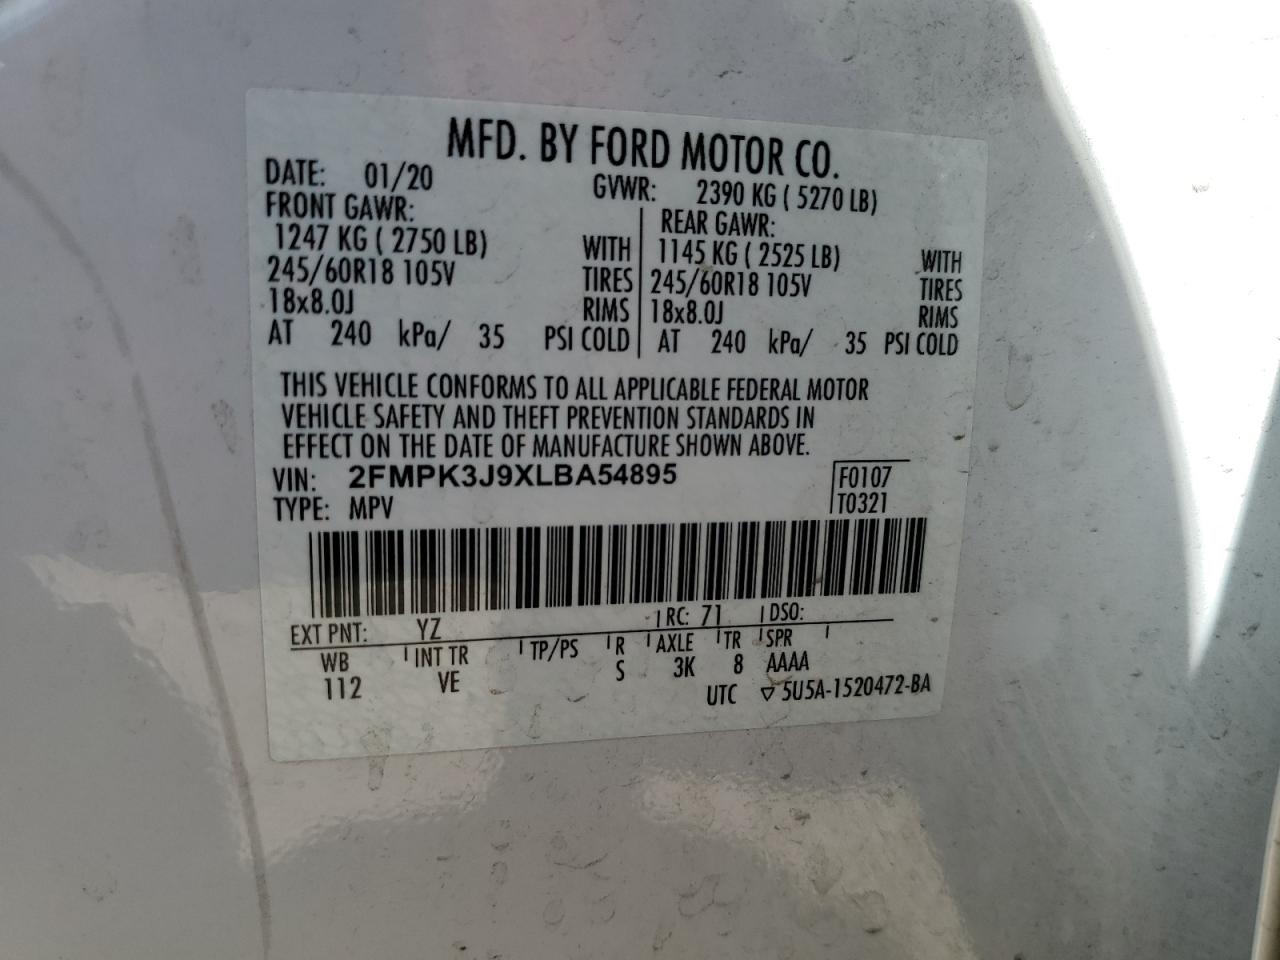 MFD. BY FORD MOTOR CO.
DATE: 01/20 GVWR: 2390 KG ( 5270 LB)
FRONT GAWR: REAR GAWR:
1247 KG ( 2750 LB) WITH 1145 KG ( 2525 LB) WITH
245/60R18 105V TIRES 245/60R18 105V TIRES
18x8.0J RIMS 18x8.0J RIMS
AT 240 kPa/ 35 PSI COLD AT 240 kPa/ 35 PSI COLD
THIS VEHICLE CONFORMS TO ALL APPLICABLE FEDERAL MOTOR
VEHICLE SAFETY AND THEFT PREVENTION STANDARDS IN
EFFECT ON THE DATE OF MANUFACTURE SHOWN ABOVE.
VIN: 2FMPK3J9XLBA54895 F0107
TYPE: MPV T0321
EXT PNT: YZ RC: 71 DSO:
WB INT TR TP/PS R AXLE TR SPR
112 VE S 3K 8 AAAA
UTC ▽ 5U5A-1520472-BA